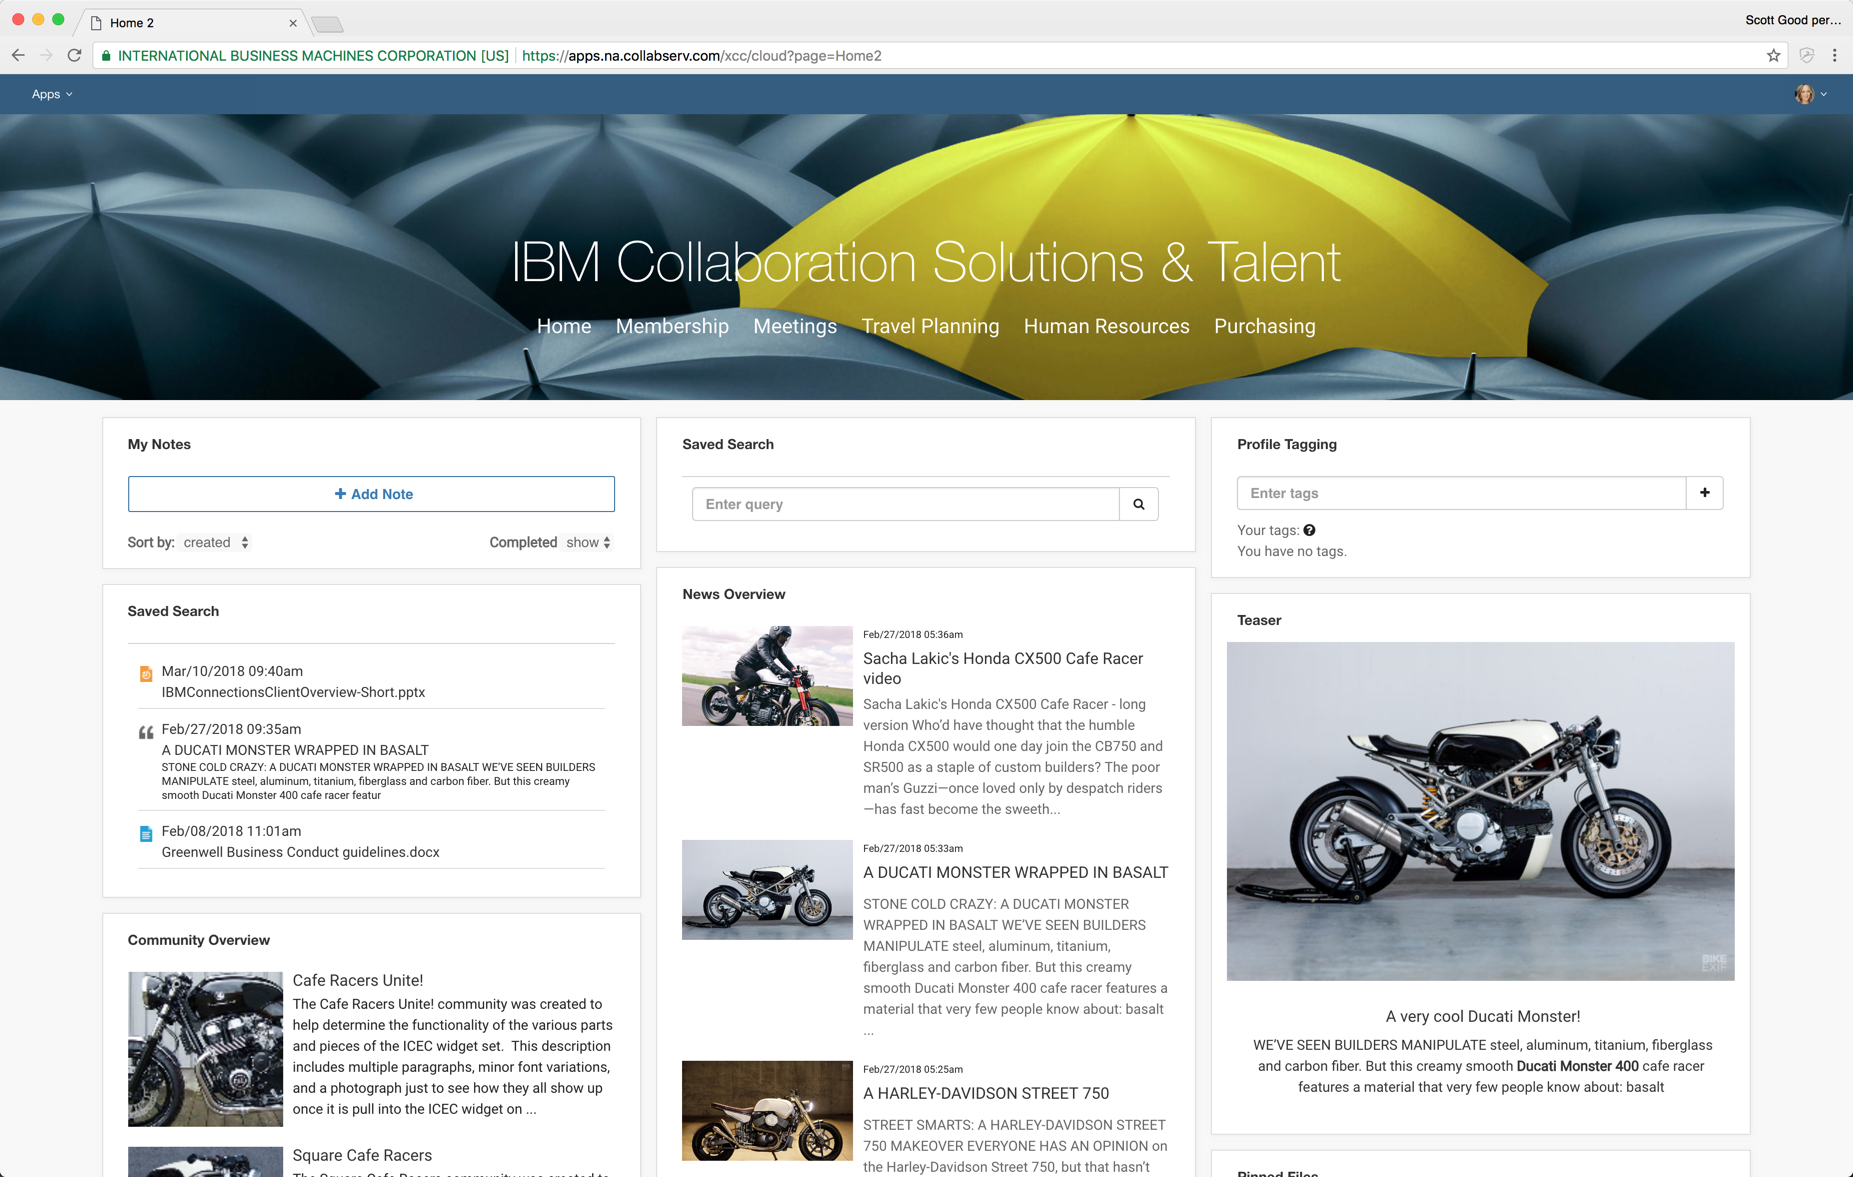 Home 2
Scott Good per...
INTERNATIONAL BUSINESS MACHINES CORPORATION [US]
https://apps.na.collabserv.com/xcc/cloud?page=Home2
Apps
IBM Collaboration Solutions & Talent
Home Membership Meetings Travel Planning Human Resources Purchasing
My Notes
Add Note
Sort by: created Completed show
Saved Search
Mar/10/2018 09:40am
IBMConnectionsClientOverview-Short.pptx
Feb/27/2018 09:35am
A DUCATI MONSTER WRAPPED IN BASALT
STONE COLD CRAZY: A DUCATI MONSTER WRAPPED IN BASALT WE'VE SEEN BUILDERS
MANIPULATE steel, aluminum, titanium, fiberglass and carbon fiber. But this creamy
smooth Ducati Monster 400 cafe racer featur
Feb/08/2018 11:01am
Greenwell Business Conduct guidelines.docx
Community Overview
Cafe Racers Unite!
The Cafe Racers Unite! community was created to
help determine the functionality of the various parts
and pieces of the ICEC widget set. This description
includes multiple paragraphs, minor font variations,
and a photograph just to see how they all show up
once it is pull into the ICEC widget on ...
Square Cafe Racers
The Square Cafe Racers community was created to
Saved Search
Enter query
News Overview
Feb/27/2018 05:36am
Sacha Lakic's Honda CX500 Cafe Racer
video
Sacha Lakic's Honda CX500 Cafe Racer - long
version Who'd have thought that the humble
Honda CX500 would one day join the CB750 and
SR500 as a staple of custom builders? The poor
man's Guzzi—once loved only by despatch riders
—has fast become the sweeth...
Feb/27/2018 05:33am
A DUCATI MONSTER WRAPPED IN BASALT
STONE COLD CRAZY: A DUCATI MONSTER
WRAPPED IN BASALT WE'VE SEEN BUILDERS
MANIPULATE steel, aluminum, titanium,
fiberglass and carbon fiber. But this creamy
smooth Ducati Monster 400 cafe racer features a
material that very few people know about: basalt
...
Feb/27/2018 05:25am
A HARLEY-DAVIDSON STREET 750
STREET SMARTS: A HARLEY-DAVIDSON STREET
750 MAKEOVER EVERYONE HAS AN OPINION on
the Harley-Davidson Street 750, but that hasn't
Profile Tagging
Enter tags
Your tags:
You have no tags.
Teaser
BIKE
EXIF
A very cool Ducati Monster!
WE'VE SEEN BUILDERS MANIPULATE steel, aluminum, titanium, fiberglass
and carbon fiber. But this creamy smooth Ducati Monster 400 cafe racer
features a material that very few people know about: basalt
Pinned Files